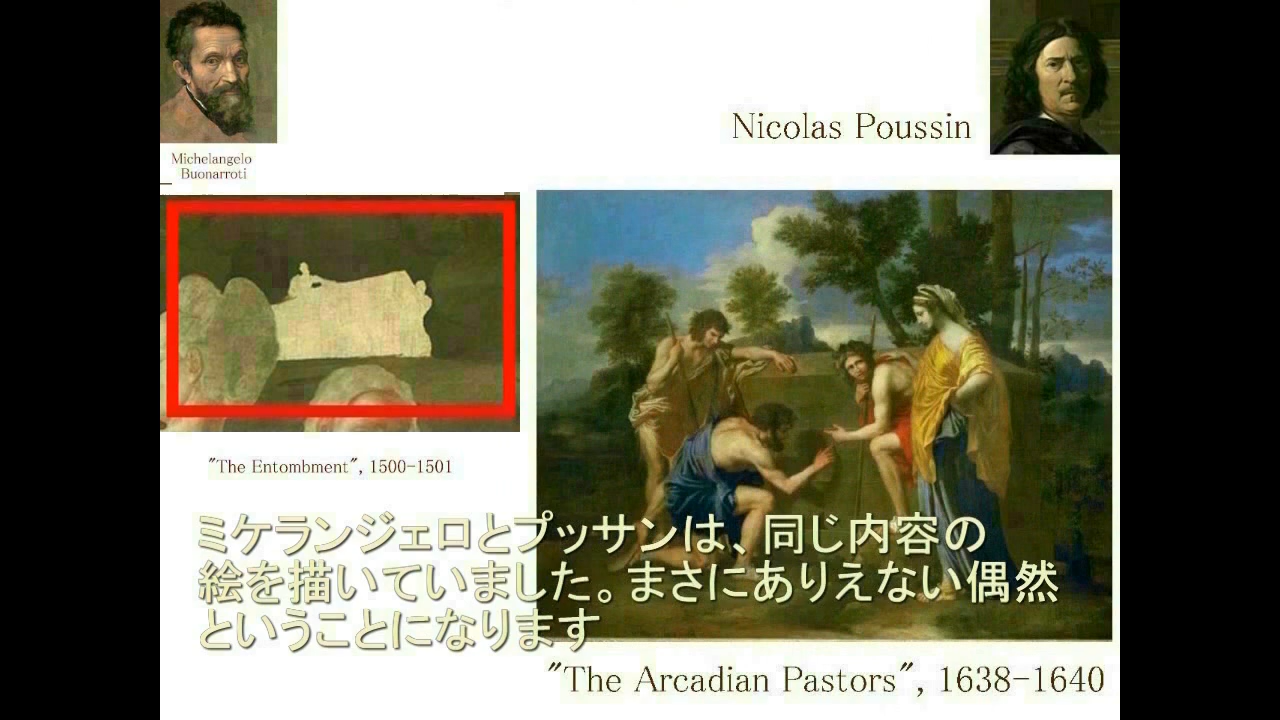 Michelangelo
Buonarroti
Nicolas Poussin
"The Entombment", 1500-1501
ミケランジェロとプッサンは、同じ内容の
絵を描いていました。まさにありえない偶然
ということになります
"The Arcadian Pastors", 1638-1640